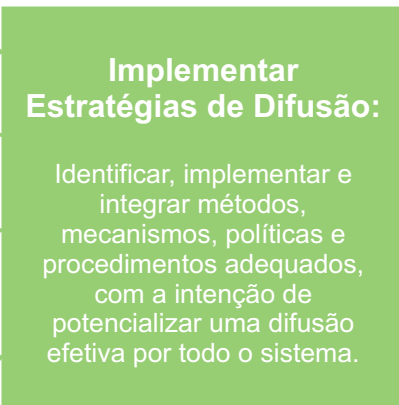 Implementar
Estratégias de Difusão:
Identificar, implementar e
integrar métodos,
mecanismos, políticas e
procedimentos adequados,
com a intenção de
potencializar uma difusão
efetiva por todo o sistema.